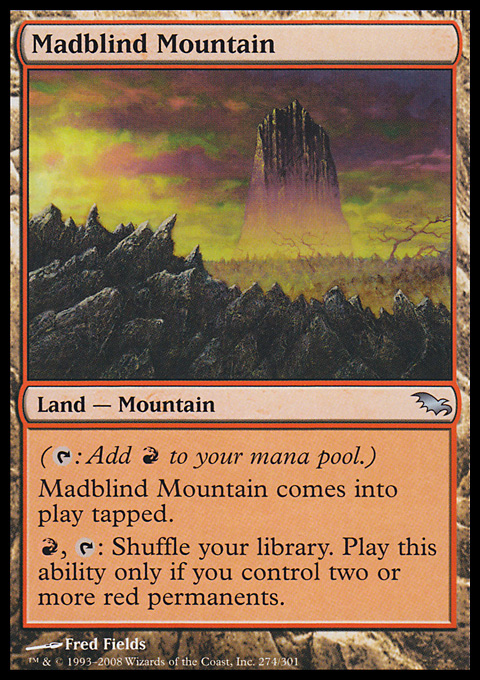 Madblind Mountain
Land — Mountain
(: Add to your mana pool.)
Madblind Mountain comes into
play tapped.
, : Shuffle your library. Play this
ability only if you control two or
more red permanents.
Fred Fields
™ & © 1993–2008 Wizards of the Coast, Inc. 274/301